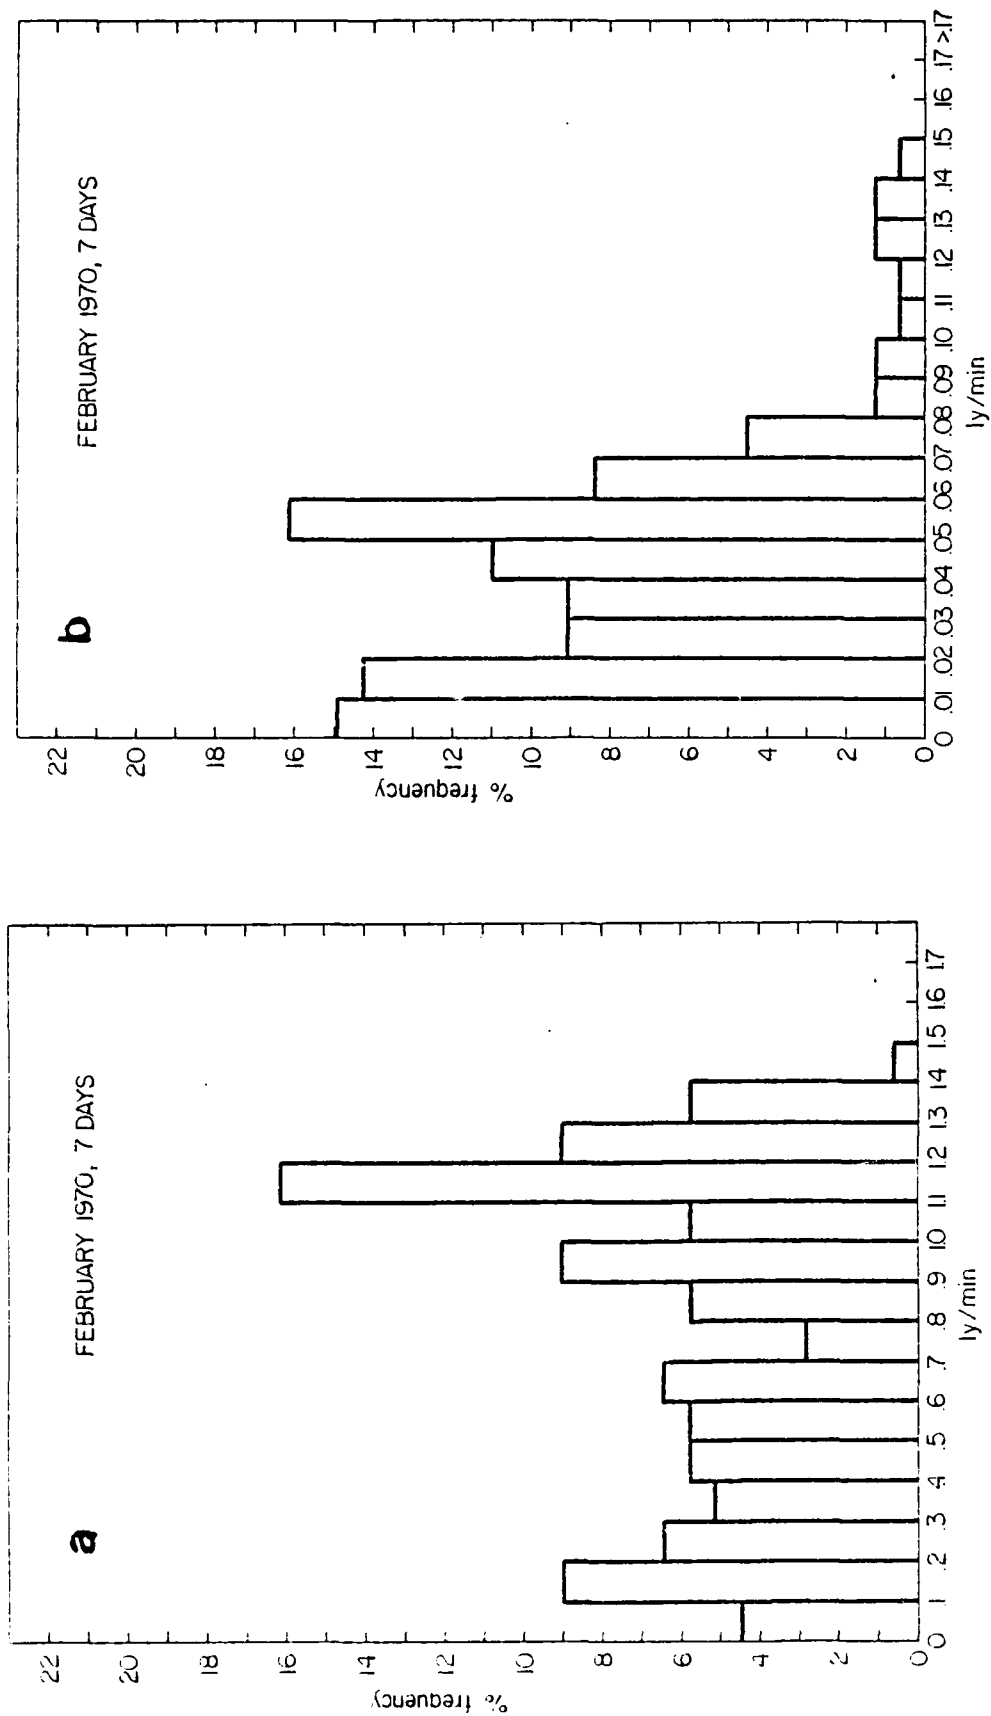 a
FEBRUARY 1970, 7 DAYS
% frequency
22
20
18
16
14
12
10
8
6
4
2
0
0 .1 .2 .3 .4 .5 .6 .7 .8 .9 1.0 1.1 1.2 1.3 1.4 1.5 1.6 1.7
ly/min
b
FEBRUARY 1970, 7 DAYS
% frequency
22
20
18
16
14
12
10
8
6
4
2
0
0 .01 .02 .03 .04 .05 .06 .07 .08 .09 .10 .11 .12 .13 .14 .15 .16 .17 >.17
ly/min